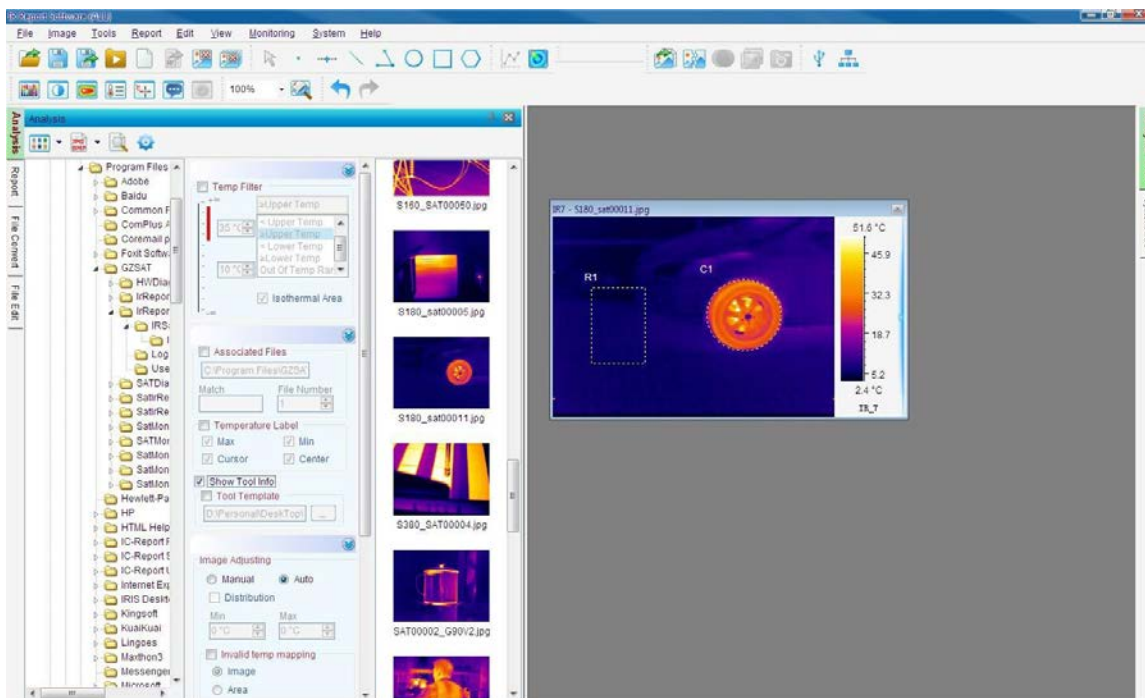 File Image Tools Report Edit View Monitoring System Help
100%
Analysis
Analysis
Report
File Convert
File Edit
Program Files
Adobe
Baidu
Common F
ComPlus
Coremail p
Foxit Softw
GZSAT
HWDia
IrRepor
IrRepor
IRS
Log
Use
SATDia
SatirRe
SatirRe
SatMon
SATMor
SatMon
SatMon
SatMon
Hewlett-Pa
HP
HTML Help
IC-Report F
IC-Report S
IC-Report
Internet Exp
IRIS Deskt
Kingsoft
KuaiKuai
Lingoes
Maxthon3
Messenger
Microsoft
Temp Filter
≥Upper Temp
35 °C
< Upper Temp
≥Upper Temp
< Lower Temp
≥Lower Temp
10 °C
Out Of Temp Ran
Isothermal Area
Associated Files
C:\Program Files\GZSA
Match File Number
1
Temperature Label
Max Min
Cursor Center
Show Tool Info
Tool Template
D:\Personal\DeskTop\ ...
Image Adjusting
Manual Auto
Distribution
Min Max
0 °C 0 °C
Invalid temp mapping
Image
Area
S160_SAT00050.jpg
S180_sat00005.jpg
S180_sat00011.jpg
S380_SAT00004.jpg
SAT00002_G90V2.jpg
IR7 - S180_sat00011.jpg
R1
C1
51.6 °C
45.9
32.3
18.7
5.2
2.4 °C
IR_7